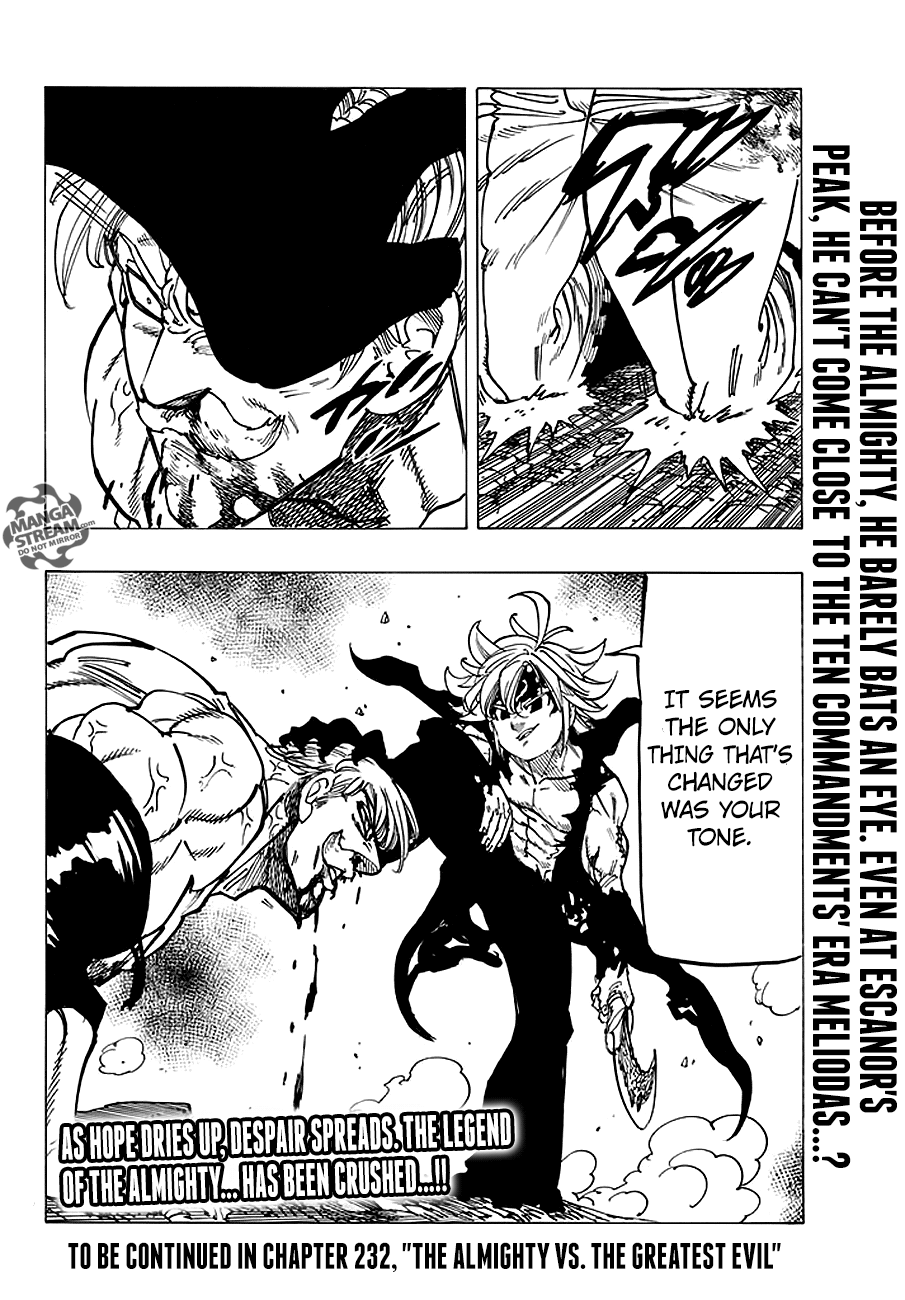 BEFORE THE ALMIGHTY, HE BARELY BATS AN EYE. EVEN AT ESCANOR'S
PEAK, HE CAN'T COME CLOSE TO THE TEN COMMANDMENTS' ERA MELIODAS...?
MANGA
STREAM.com
DO NOT MIRROR
IT SEEMS
THE ONLY
THING THAT'S
CHANGED
WAS YOUR
TONE.
AS HOPE DRIES UP, DESPAIR SPREADS. THE LEGEND
OF THE ALMIGHTY... HAS BEEN CRUSHED...!!
TO BE CONTINUED IN CHAPTER 232, "THE ALMIGHTY VS. THE GREATEST EVIL"